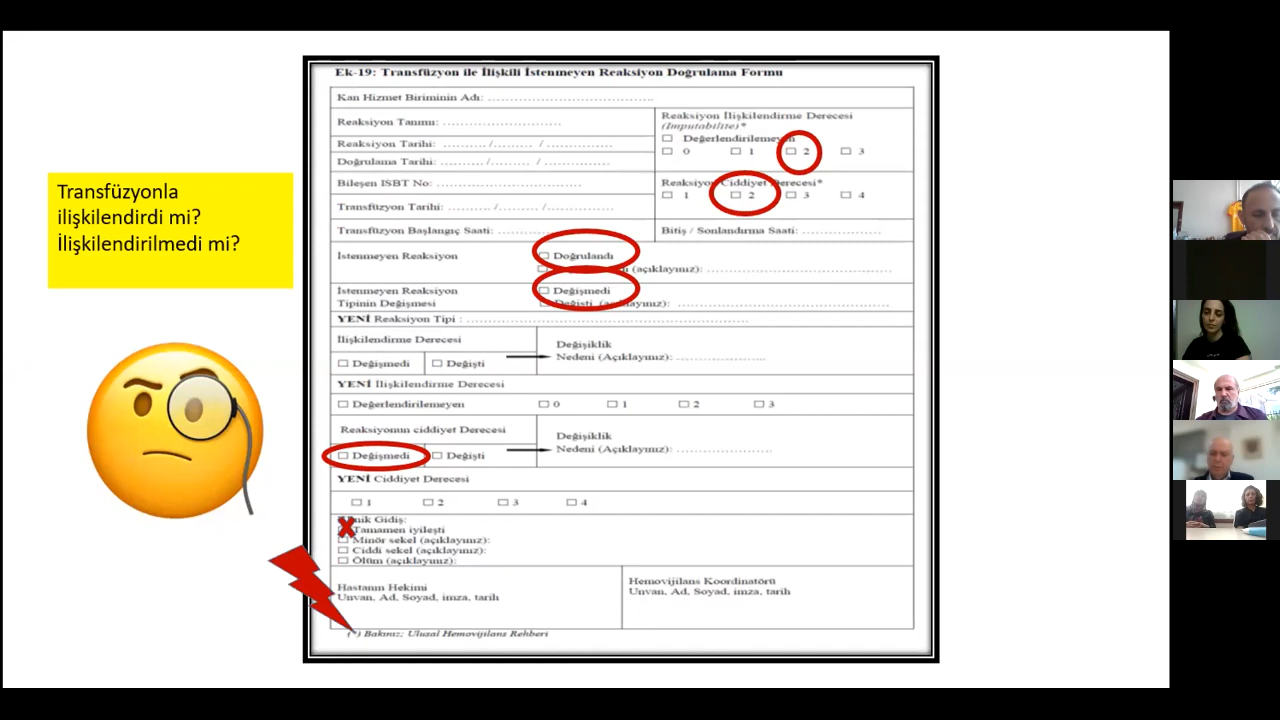 Transfüzyonla
ilişkilendirdi mi?
İlişkilendirilmedi mi?
Ek-19: Transfüzyon ile İlişkili İstenmeyen Reaksiyon Doğrulama Formu
Kan Hizmet Biriminin Adı: ......................................
Reaksiyon Tanımı: ...........................
Reaksiyon Tarihi: ......... /......... / ...............
Doğrulama Tarihi: ......... /......... / ...............
Bileşen ISBT No: .................................
Transfüzyon Tarihi: ......... /......... /...............
Reaksiyon İlişkilendirme Derecesi
(Imputabilite)*
☐ Değerlendirilemeyen
☐ 0 ☐ 1 ☐ 2 ☐ 3
Reaksiyon Ciddiyet Derecesi*
☐ 1 ☐ 2 ☐ 3 ☐ 4
Transfüzyon Başlangıç Saati: ....................
Bitiş / Sonlandırma Saati: ..................
İstenmeyen Reaksiyon ☐ Doğrulandı
☐ (açıklayınız): ..........................................
İstenmeyen Reaksiyon ☐ Değişmedi
Tipinin Değişmesi ☐ Değişti (açıklayınız): ................................................
YENİ Reaksiyon Tipi : ................................................................
İlişkilendirme Derecesi
☐ Değişmedi ☐ Değişti
Değişiklik
Nedeni (Açıklayınız): ....................
YENİ İlişkilendirme Derecesi
☐ Değerlendirilemeyen ☐ 0 ☐ 1 ☐ 2 ☐ 3
Reaksiyonun ciddiyet Derecesi
☐ Değişmedi ☐ Değişti
Değişiklik
Nedeni (Açıklayınız): .....................
YENİ Ciddiyet Derecesi
☐ 1 ☐ 2 ☐ 3 ☐ 4
Gidiş:
Tamamen iyileşti
☐ Minör sekel (açıklayınız):
☐ Ciddi sekel (açıklayınız):
☐ Ölüm (açıklayınız):
Hastanın Hekimi
Unvan, Ad, Soyad, imza, tarih
Hemovijilans Koordinatörü
Unvan, Ad, Soyad, imza, tarih
(*) Bakınız; Ulusal Hemovijilans Rehberi